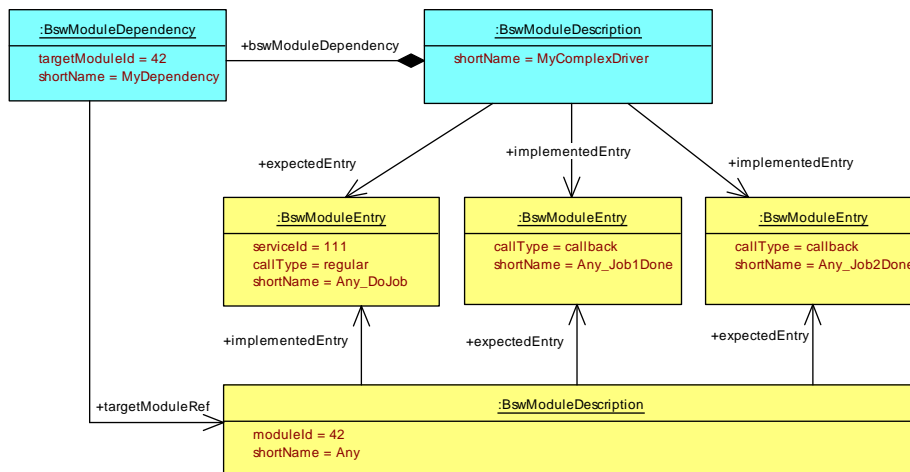 :BswModuleDependency
targetModuleId = 42
shortName = MyDependency
+bswModuleDependency
:BswModuleDescription
shortName = MyComplexDriver
+expectedEntry
+implementedEntry
+implementedEntry
:BswModuleEntry
serviceId = 111
callType = regular
shortName = Any_DoJob
:BswModuleEntry
callType = callback
shortName = Any_Job1Done
:BswModuleEntry
callType = callback
shortName = Any_Job2Done
+implementedEntry
+expectedEntry
+expectedEntry
+targetModuleRef
:BswModuleDescription
moduleId = 42
shortName = Any